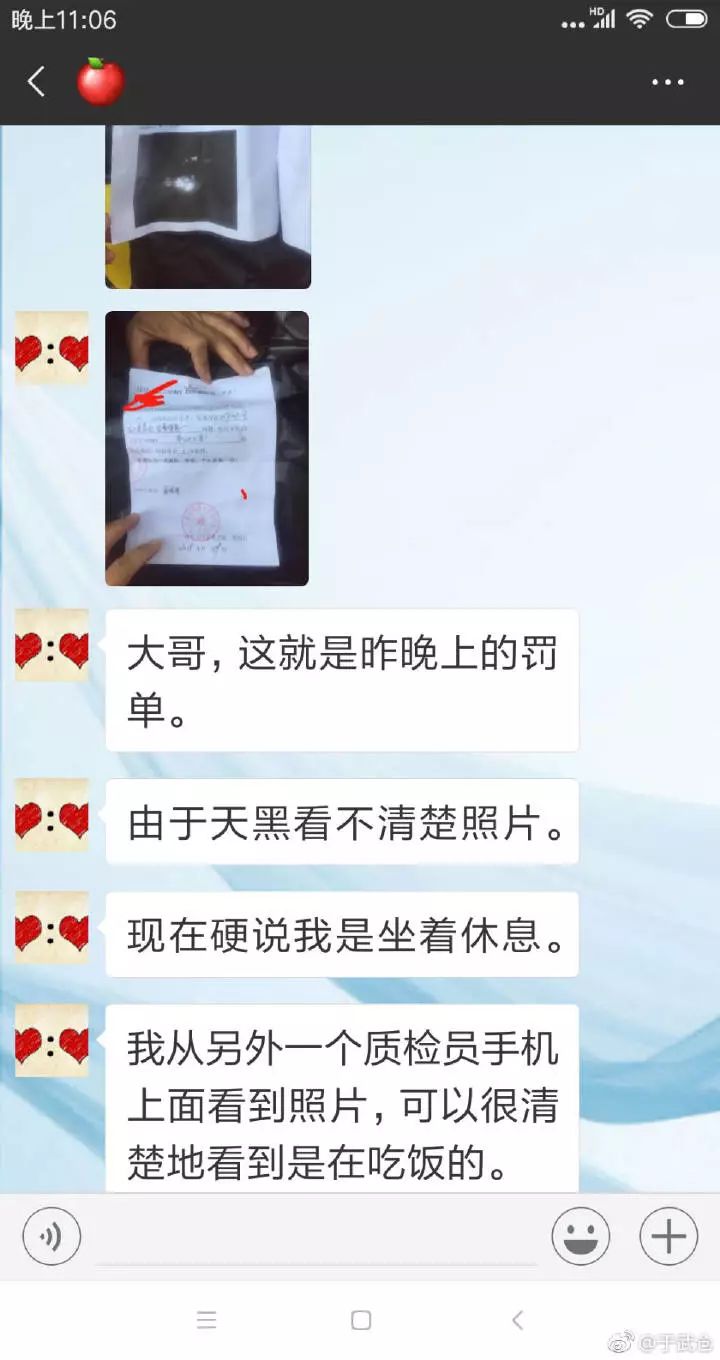 晚上11:06
HD
大哥，这就是昨晚上的罚
单。
由于天黑看不清楚照片。
现在硬说我是坐着休息。
我从另外一个质检员手机
上面看到照片，可以很清
楚地看到是在吃饭的。
@于武仓